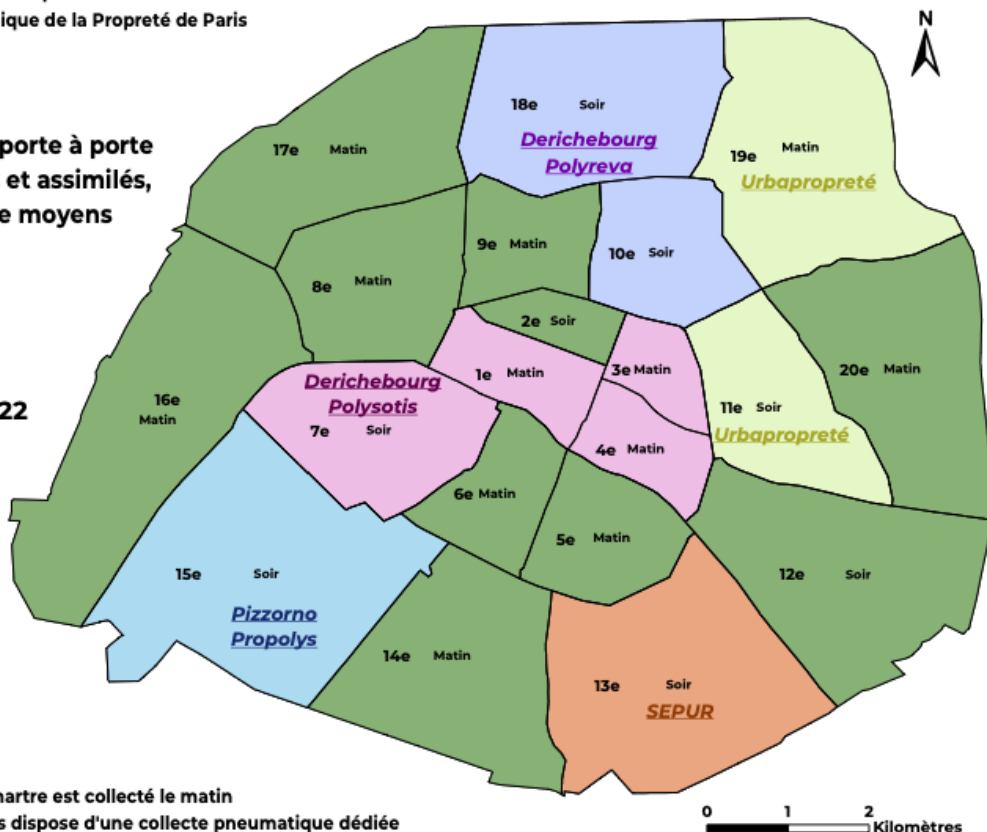 ique de la Propreté de Paris
N
porte à porte
et assimilés,
e moyens
22
17e Matin
18e Soir
Derichebourg
Polyreva
19e Matin
Urbapropreté
8e Matin
9e Matin
10e Soir
2e Soir
16e
Matin
Derichebourg
Polysotis
7e Soir
1e Matin
3e Matin
4e Matin
11e Soir
Urbapropreté
20e Matin
6e Matin
5e Matin
15e Soir
Pizzorno
Propolys
14e Matin
13e Soir
SEPUR
12e Soir
nartre est collecté le matin
s dispose d'une collecte pneumatique dédiée
0 1 2
Kilomètres